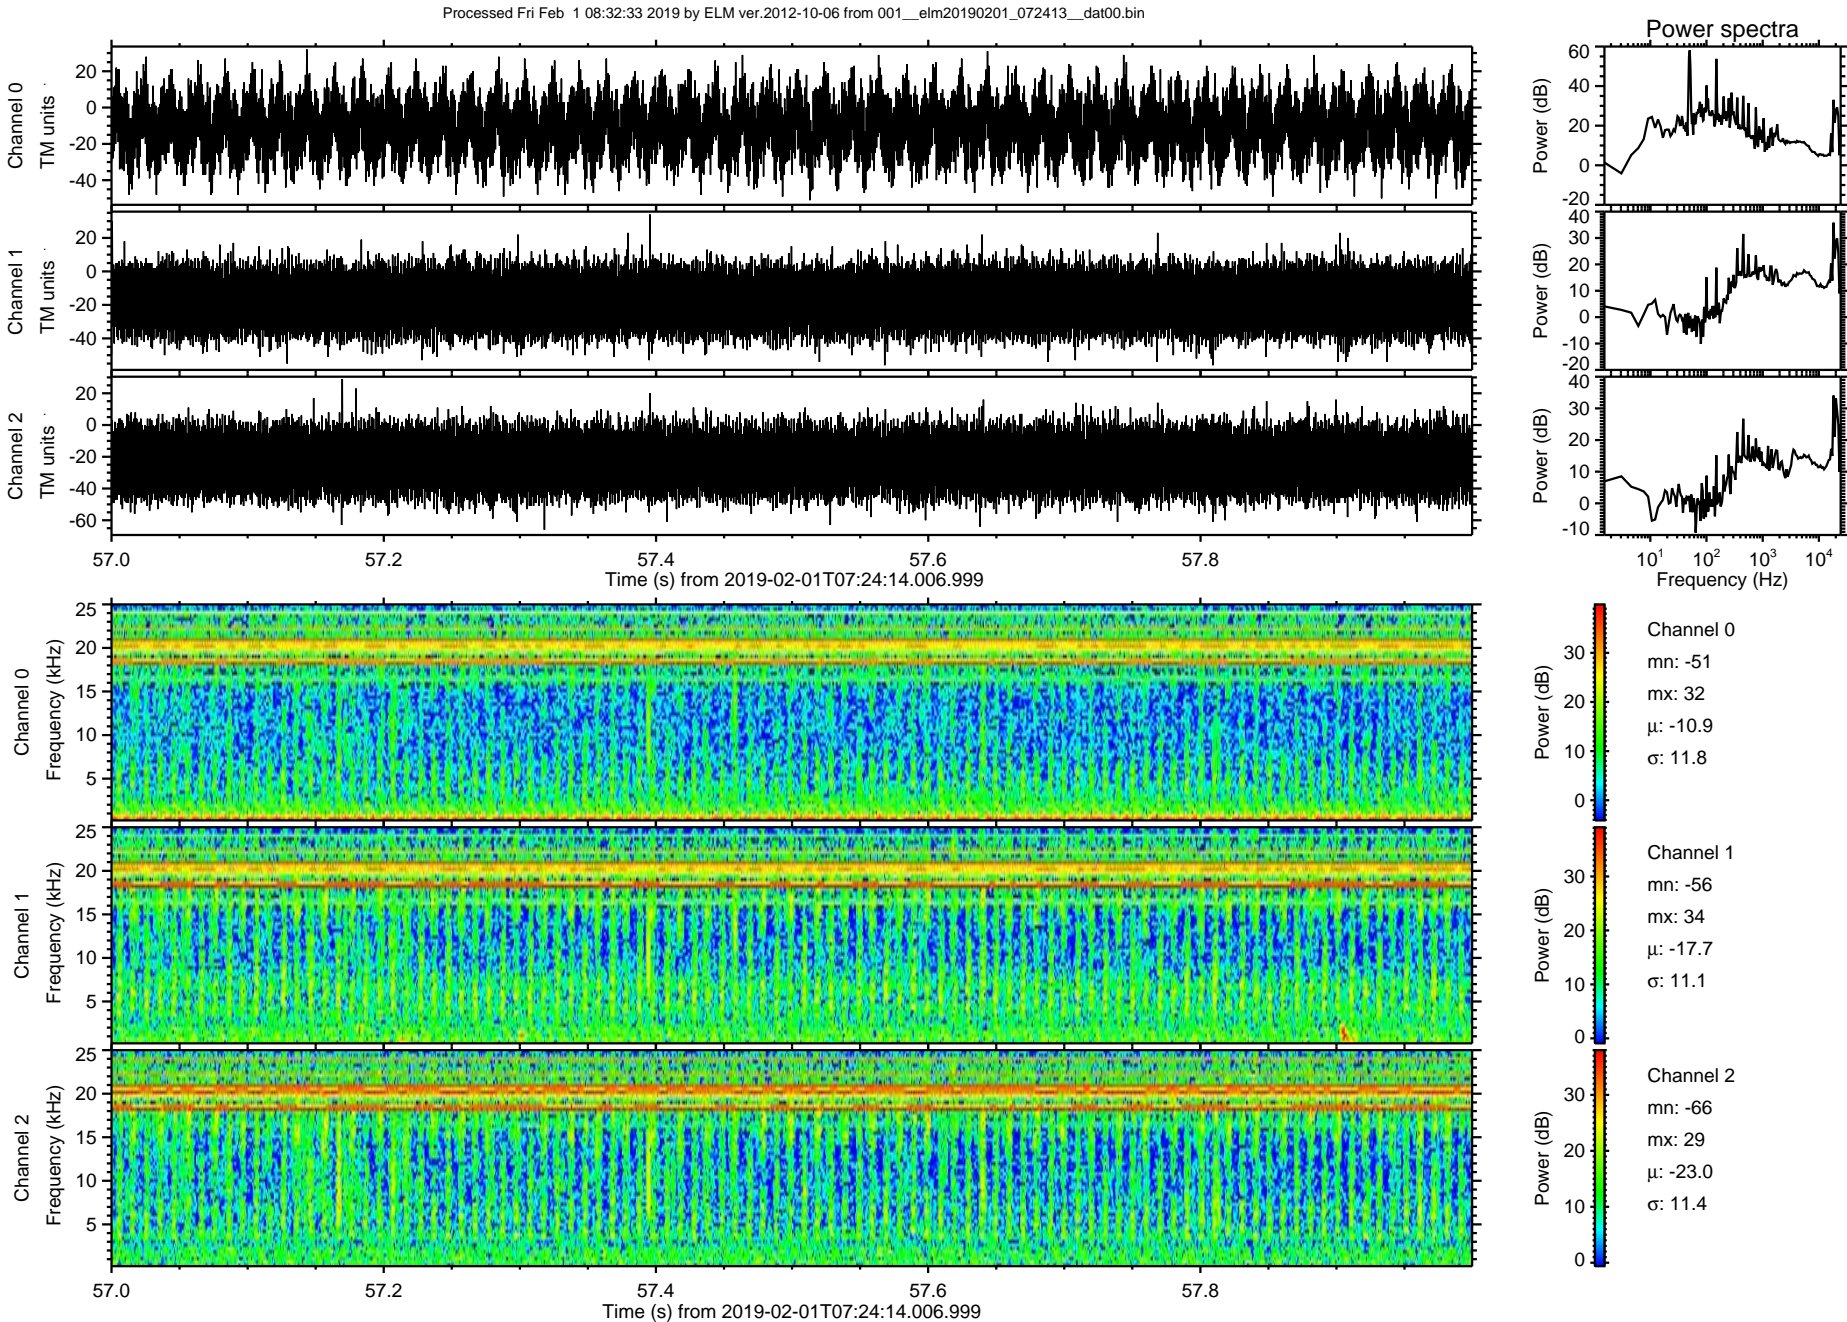 Processed Fri Feb  1 08:32:33 2019 by ELM ver.2012-10-06 from 001__elm20190201_072413__dat00.bin
Power spectra
Channel 0
TM units
20
0
-20
-40
Power (dB)
60
40
20
0
-20
Channel 1
TM units
20
0
-20
-40
Power (dB)
40
30
20
10
0
-10
-20
Channel 2
TM units
20
0
-20
-40
-60
Power (dB)
40
30
20
10
0
-10
57.0 57.2 57.4 57.6 57.8
Time (s) from 2019-02-01T07:24:14.006.999
10¹ 10² 10³ 10⁴
Frequency (Hz)
Channel 0
Frequency (kHz)
25
20
15
10
5
Power (dB)
30
20
10
0
Channel 0
mn: -51
mx: 32
μ: -10.9
σ: 11.8
Channel 1
Frequency (kHz)
25
20
15
10
5
Power (dB)
30
20
10
0
Channel 1
mn: -56
mx: 34
μ: -17.7
σ: 11.1
Channel 2
Frequency (kHz)
25
20
15
10
5
Power (dB)
30
20
10
0
Channel 2
mn: -66
mx: 29
μ: -23.0
σ: 11.4
57.0 57.2 57.4 57.6 57.8
Time (s) from 2019-02-01T07:24:14.006.999